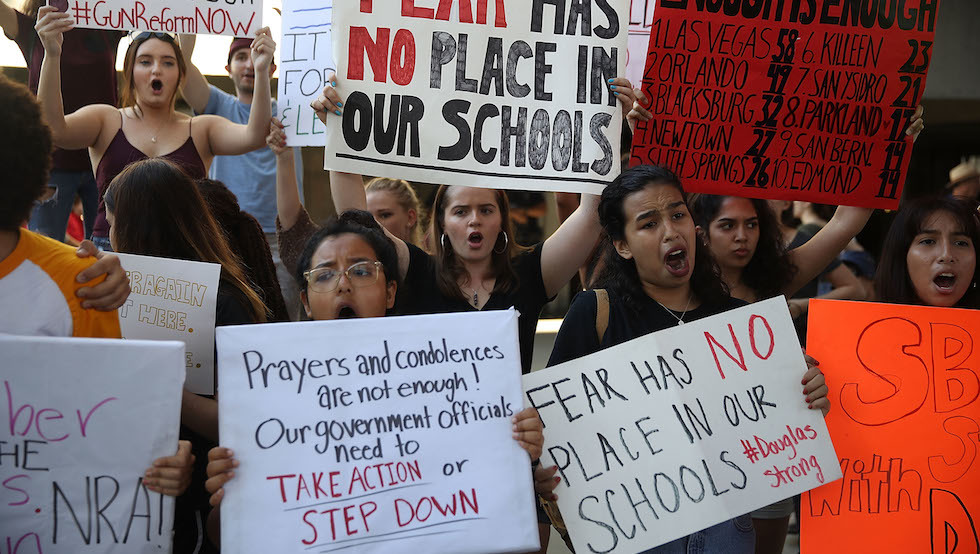 #GUNREFORMNOW
IT'
FO
ELL
FEAR HAS
NO PLACE IN
OUR SCHOOLS
ENOUGH IS ENOUGH
1. LAS VEGAS 58
2. ORLANDO 49
3. BLACKSBURG 32
4. NEWTOWN 27
5. SUTH SPRINGS 26
6. KILLEEN 23
7. SAN YSIDRO 21
8. PARKLAND 17
9. SAN BERN. 14
10. EDMOND 14
ERAGAIN
T HERE.
ber
HE
s.
NRA!
Prayers and condolences
are not enough!
Our government officials
need to
TAKE ACTION or
STEP DOWN
FEAR HAS NO
PLACE IN OUR
SCHOOLS
#Douglas
strong
SB
S
With
D